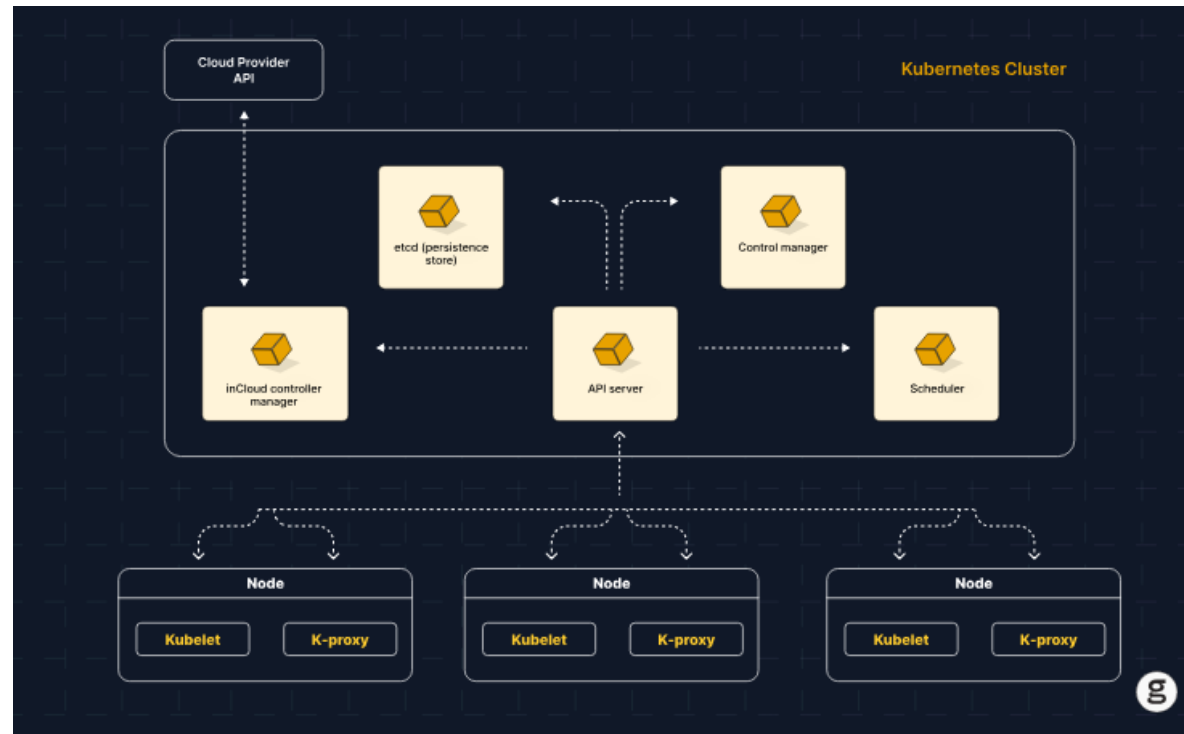 Cloud Provider
API
Kubernetes Cluster
etcd (persistence
store)
Control manager
inCloud controller
manager
API server
Scheduler
Node
Kubelet
K-proxy
Node
Kubelet
K-proxy
Node
Kubelet
K-proxy
g